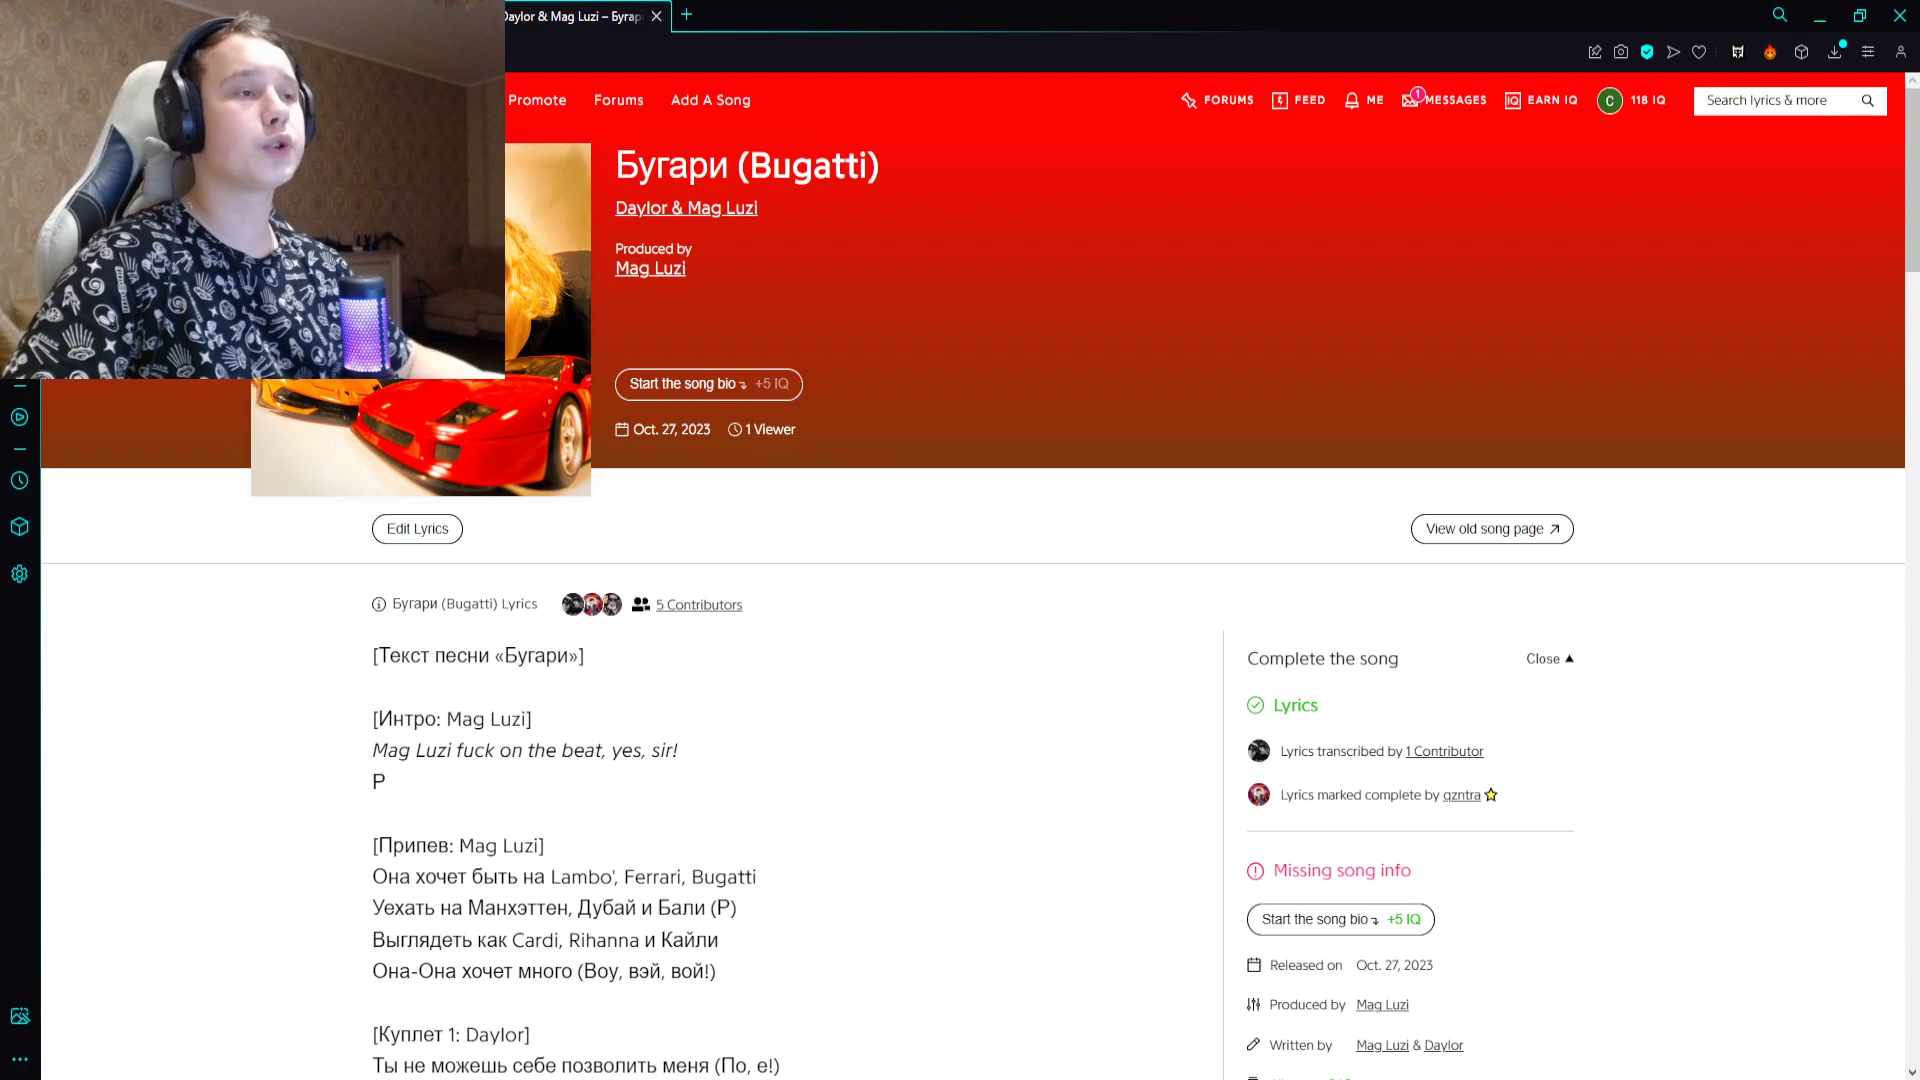 Daylor & Mag Luzi – Бугар
Promote
Forums
Add A Song
FORUMS
FEED
ME
1
MESSAGES
IQ
EARN IQ
C
118 IQ
Search lyrics & more
Бугари (Bugatti)
Daylor & Mag Luzi
Produced by
Mag Luzi
Start the song bio +5 IQ
Oct. 27, 2023
1 Viewer
Edit Lyrics
View old song page
Бугари (Bugatti) Lyrics
5 Contributors
[Текст песни «Бугари»]
[Интро: Mag Luzi]
Mag Luzi fuck on the beat, yes, sir!
Р
[Припев: Mag Luzi]
Она хочет быть на Lambo', Ferrari, Bugatti
Уехать на Манхэттен, Дубай и Бали (Р)
Выглядеть как Cardi, Rihanna и Кайли
Она-Она хочет много (Воу, вэй, вой!)
[Куплет 1: Daylor]
Ты не можешь себе позволить меня (По, е!)
Complete the song
Close
Lyrics
Lyrics transcribed by 1 Contributor
Lyrics marked complete by qzntra
Missing song info
Start the song bio +5 IQ
Released on Oct. 27, 2023
Produced by Mag Luzi
Written by Mag Luzi & Daylor